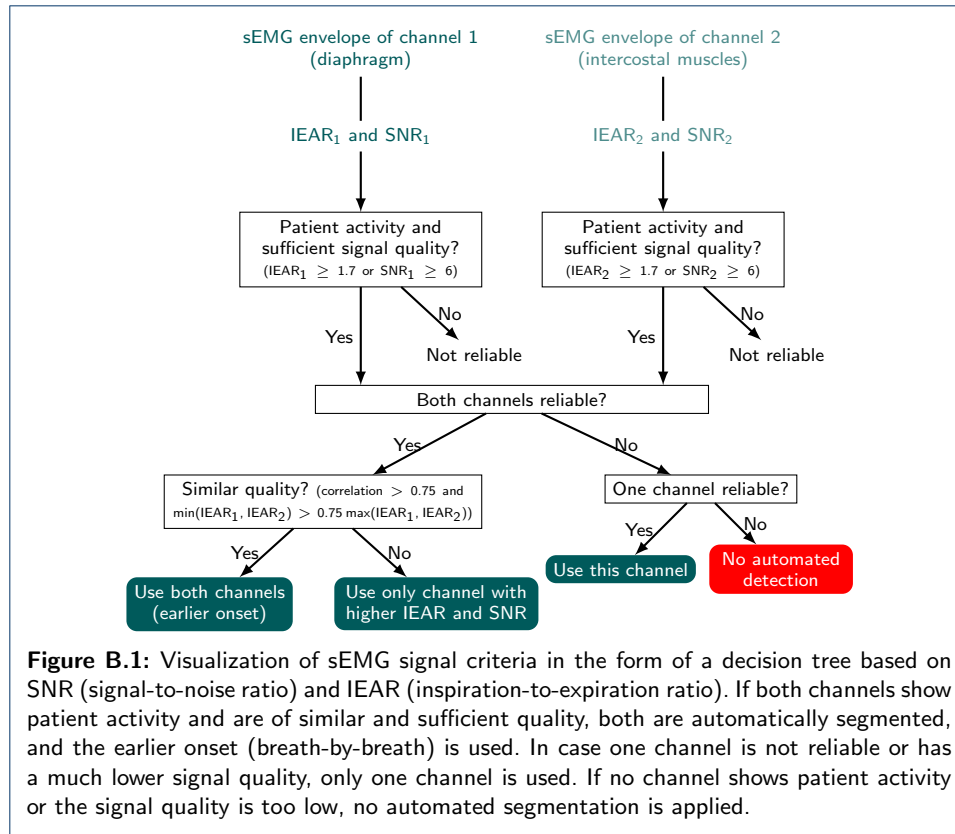 sEMG envelope of channel 1
(diaphragm)
sEMG envelope of channel 2
(intercostal muscles)
IEAR₁ and SNR₁
IEAR₂ and SNR₂
Patient activity and
sufficient signal quality?
(IEAR₁ ≥ 1.7 or SNR₁ ≥ 6)
Patient activity and
sufficient signal quality?
(IEAR₂ ≥ 1.7 or SNR₂ ≥ 6)
Yes
No
Not reliable
Yes
No
Not reliable
Both channels reliable?
Yes
No
Similar quality? (correlation > 0.75 and
min(IEAR₁, IEAR₂) > 0.75 max(IEAR₁, IEAR₂))
One channel reliable?
Yes
No
Yes
No
Use both channels
(earlier onset)
Use only channel with
higher IEAR and SNR
Use this channel
No automated
detection
Figure B.1: Visualization of sEMG signal criteria in the form of a decision tree based on
SNR (signal-to-noise ratio) and IEAR (inspiration-to-expiration ratio). If both channels show
patient activity and are of similar and sufficient quality, both are automatically segmented,
and the earlier onset (breath-by-breath) is used. In case one channel is not reliable or has
a much lower signal quality, only one channel is used. If no channel shows patient activity
or the signal quality is too low, no automated segmentation is applied.